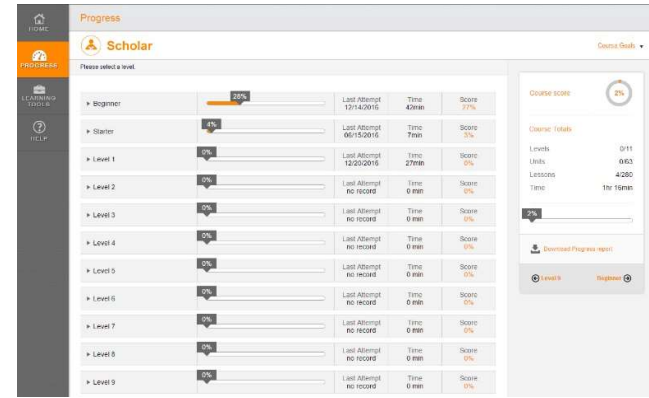 HOME
PROGRESS
LEARNING TOOLS
HELP
Progress
Scholar
Course Goals
Please select a level.
Beginner 28% Last Attempt 12/14/2016 Time 42min Score 27%
Starter 4% Last Attempt 06/15/2016 Time 7min Score 3%
Level 1 0% Last Attempt 12/20/2016 Time 27min Score 0%
Level 2 0% Last Attempt no record Time 0 min Score 0%
Level 3 0% Last Attempt no record Time 0 min Score 0%
Level 4 0% Last Attempt no record Time 0 min Score 0%
Level 5 0% Last Attempt no record Time 0 min Score 0%
Level 6 0% Last Attempt no record Time 0 min Score 0%
Level 7 0% Last Attempt no record Time 0 min Score 0%
Level 8 0% Last Attempt no record Time 0 min Score 0%
Level 9 0% Last Attempt no record Time 0 min Score 0%
Course score 2%
Course Totals
Levels 0/11
Units 0/63
Lessons 4/280
Time 1hr 16min
2%
Download Progress report
Level 9 Beginner